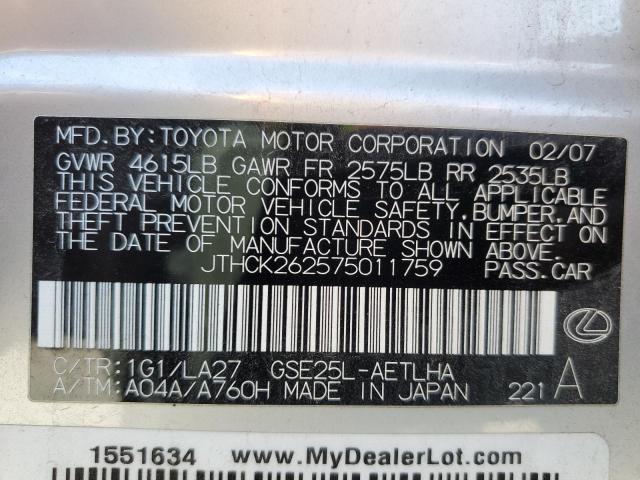 MFD.BY:TOYOTA MOTOR CORPORATION 02/07
GVWR 4615LB GAWR FR 2575LB RR 2535LB
THIS VEHICLE CONFORMS TO ALL APPLICABLE
FEDERAL MOTOR VEHICLE SAFETY,BUMPER,AND
THEFT PREVENTION STANDARDS IN EFFECT ON
THE DATE OF MANUFACTURE SHOWN ABOVE.
JTHCK262575011759 PASS.CAR
C/TR:1G1/LA27 GSE25L-AETLHA
A/TM:A04A/A760H MADE IN JAPAN 221 A
1551634 www.MyDealerLot.com